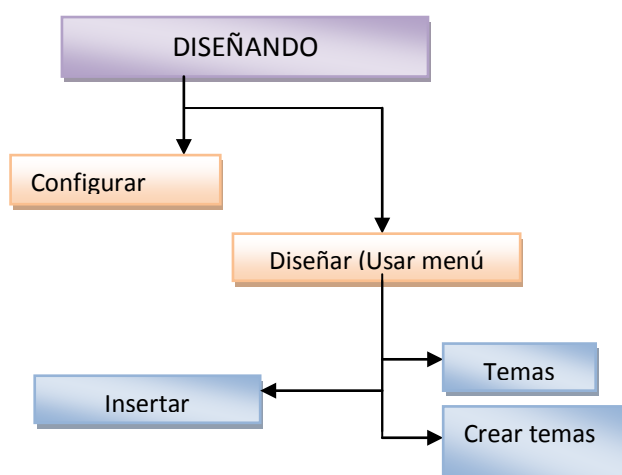 DISEÑANDO
Configurar
Diseñar (Usar menú
Temas
Insertar
Crear temas